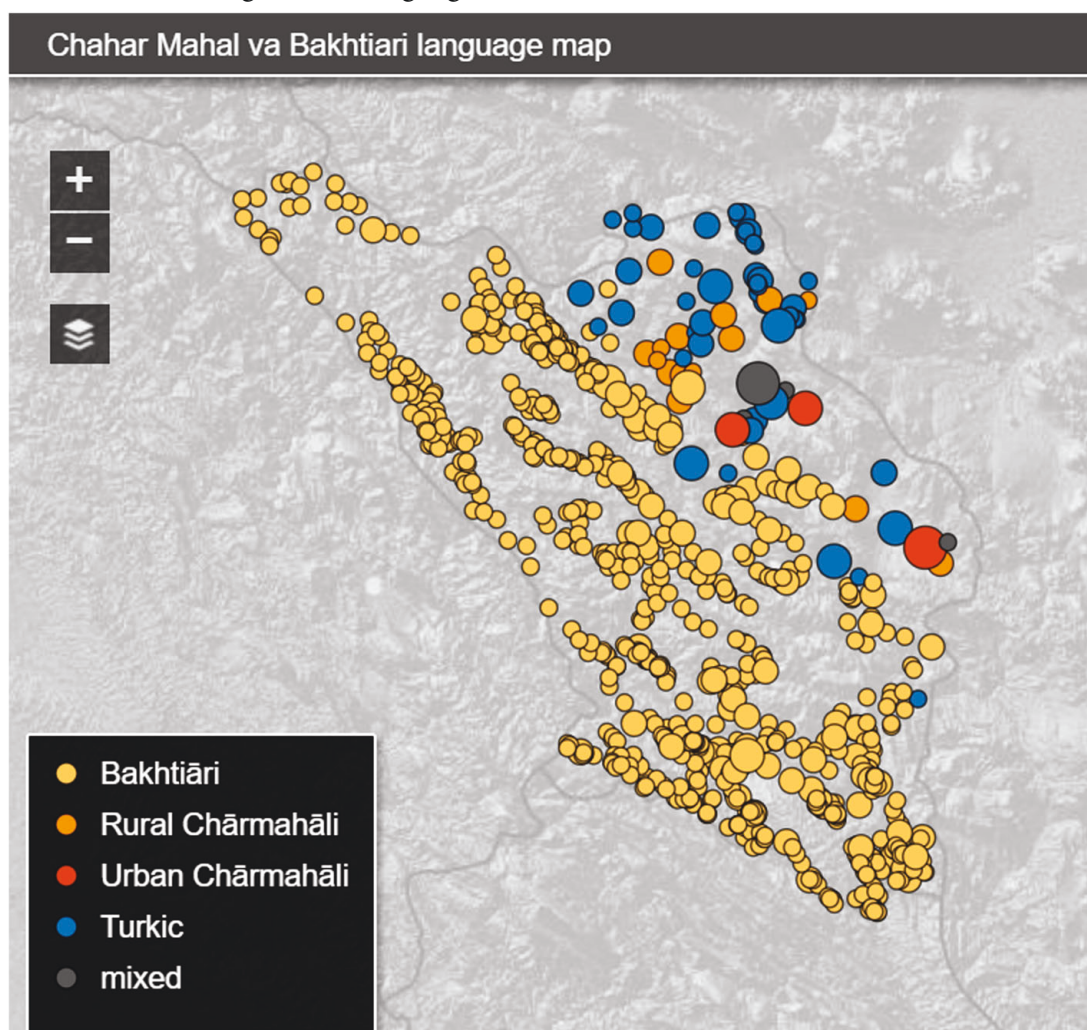 Chahar Mahal va Bakhtiari language map
+
−
Bakhtiāri
Rural Chārmahāli
Urban Chārmahāli
Turkic
mixed